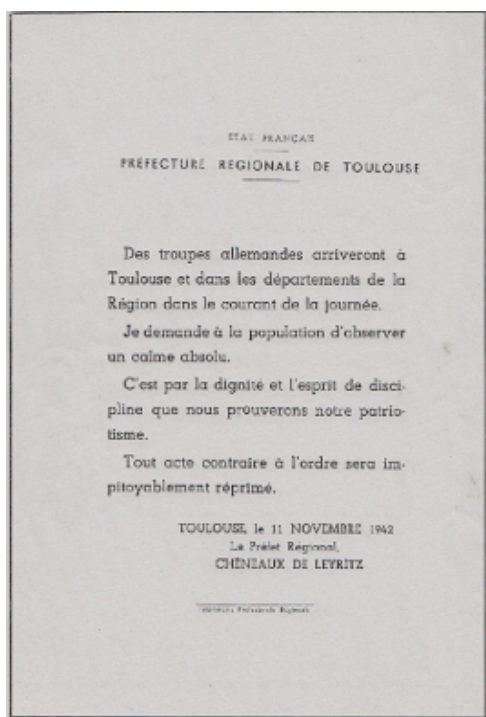 ETAT FRANÇAIS
PRÉFECTURE REGIONALE DE TOULOUSE
Des troupes allemandes arriveront à
Toulouse et dans les départements de la
Région dans le courant de la journée.
Je demande à la population d'observer
un calme absolu.
C'est par la dignité et l'esprit de disci-
pline que nous prouverons notre patrio-
tisme.
Tout acte contraire à l'ordre sera im-
pitoyablement réprimé.
TOULOUSE, le 11 NOVEMBRE 1942
Le Préfet Régional,
CHÉNEAUX DE LEYRITZ